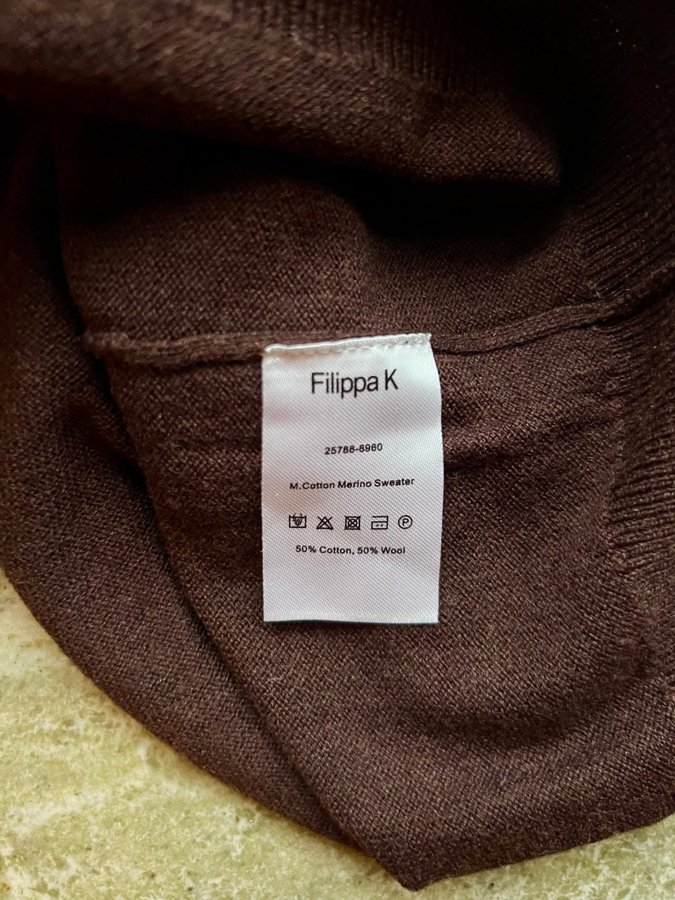 Filippa K
25788-8960
M.Cotton Merino Sweater
50% Cotton, 50% Wool